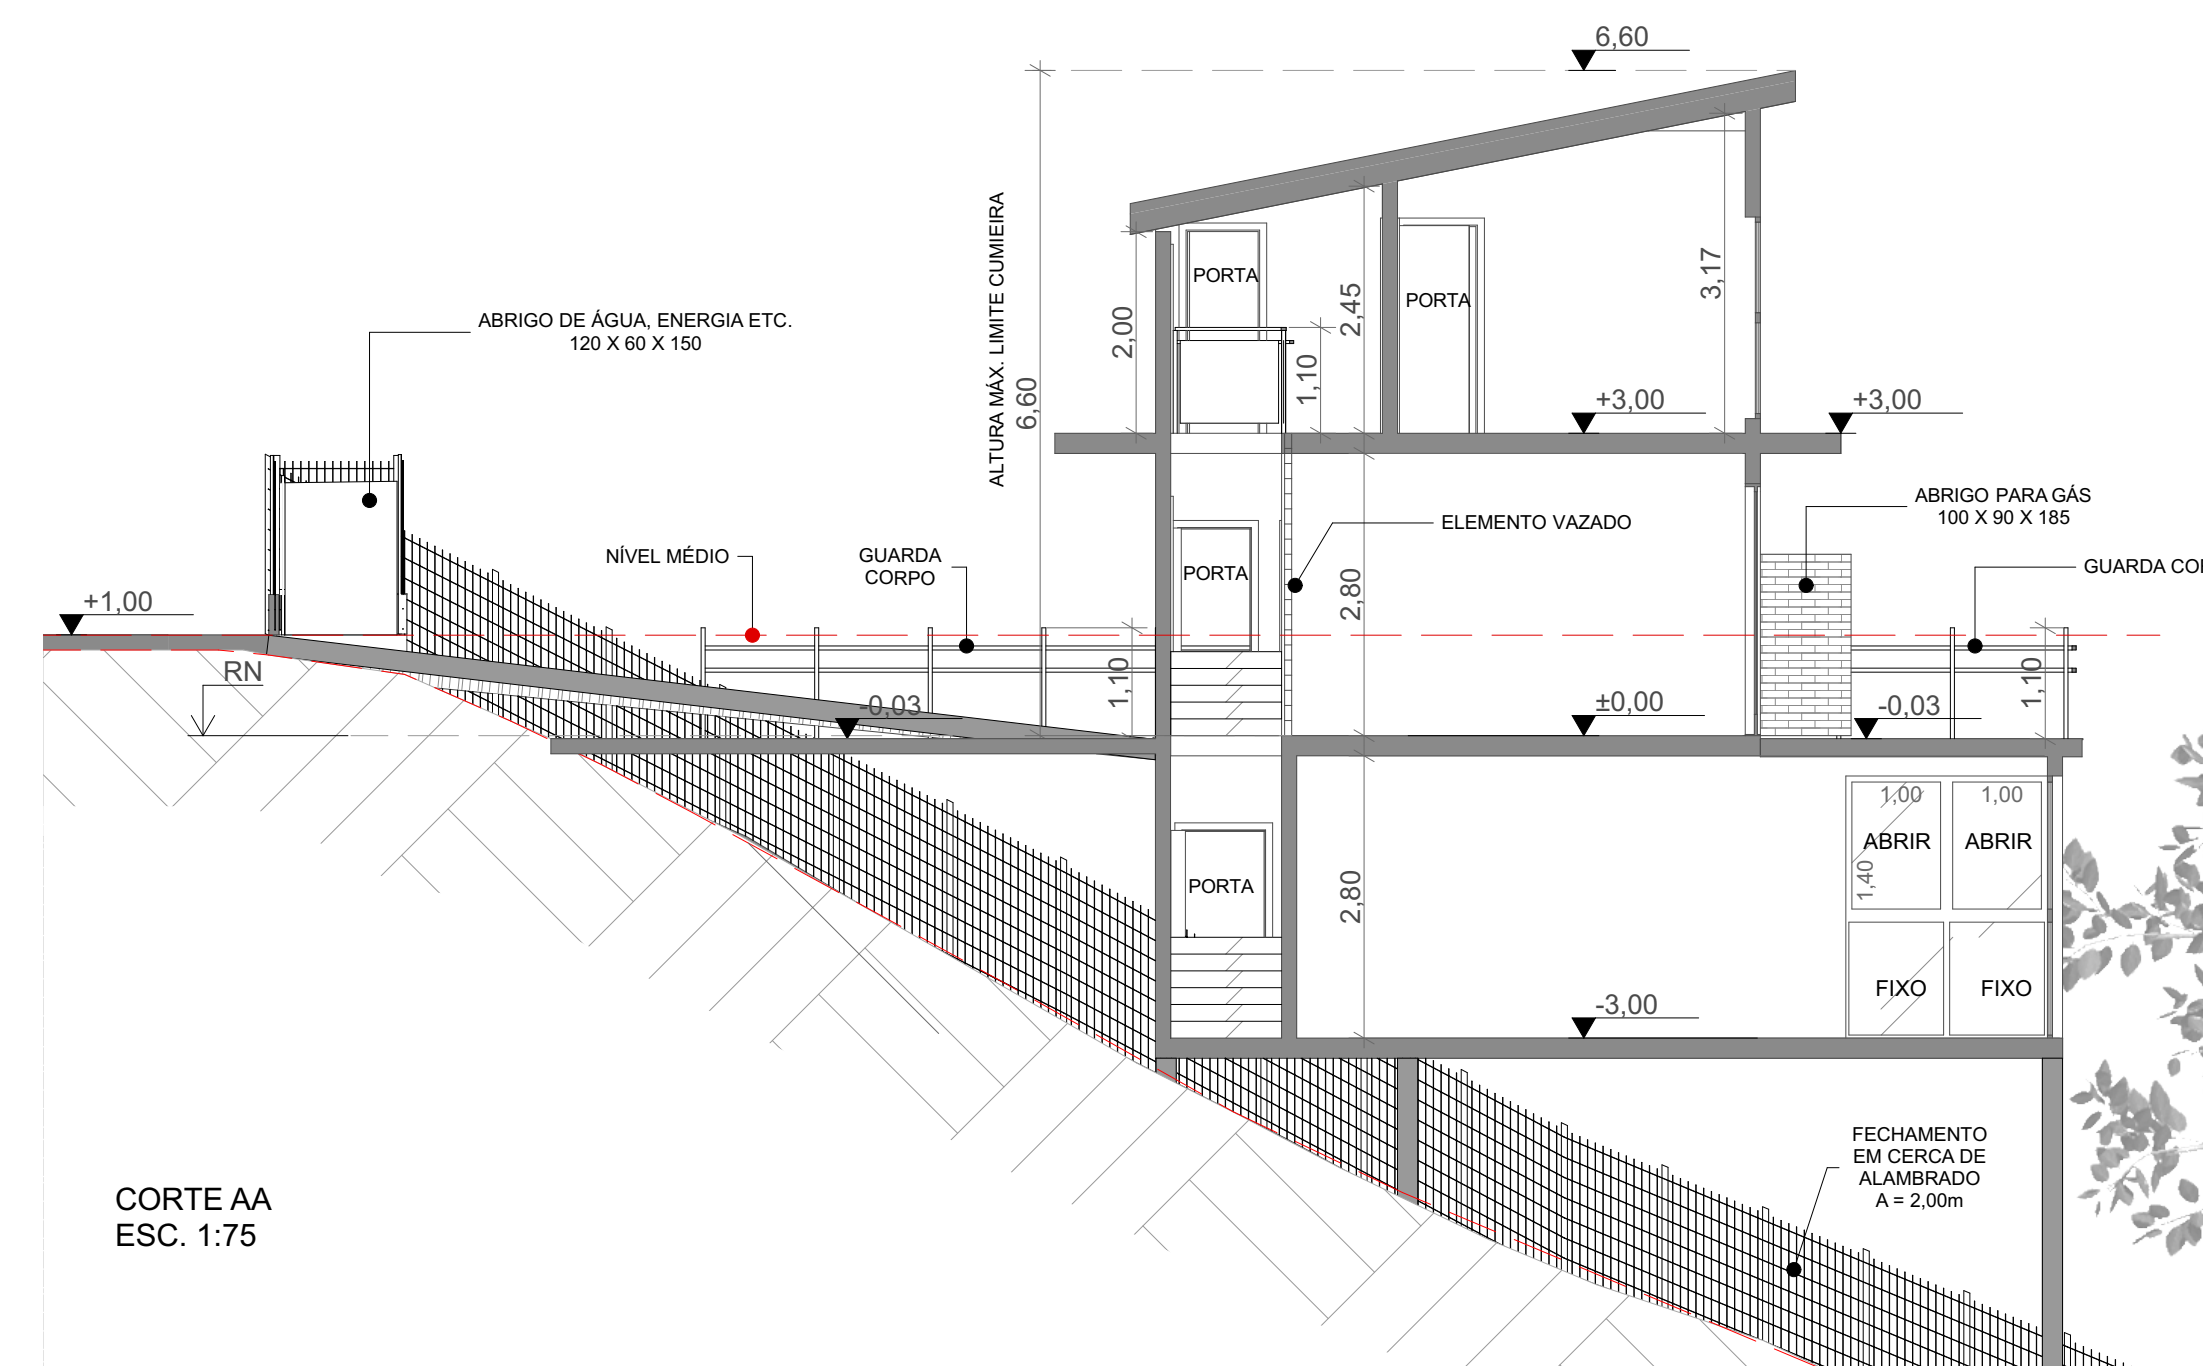 6,60
ALTURA MÁX. LIMITE CUMIEIRA
6,60
PORTA
PORTA
2,00
2,45
3,17
1,10
ABRIGO DE ÁGUA, ENERGIA ETC.
120 X 60 X 150
+3,00
+3,00
ABRIGO PARA GÁS
100 X 90 X 185
ELEMENTO VAZADO
NÍVEL MÉDIO
GUARDA
CORPO
PORTA
2,80
GUARDA COR
+1,00
RN
1,10
-0,03
±0,00
-0,03
1,10
1,00
1,00
ABRIR
ABRIR
1,40
PORTA
2,80
FIXO
FIXO
-3,00
FECHAMENTO
EM CERCA DE
ALAMBRADO
A = 2,00m
CORTE AA
ESC. 1:75